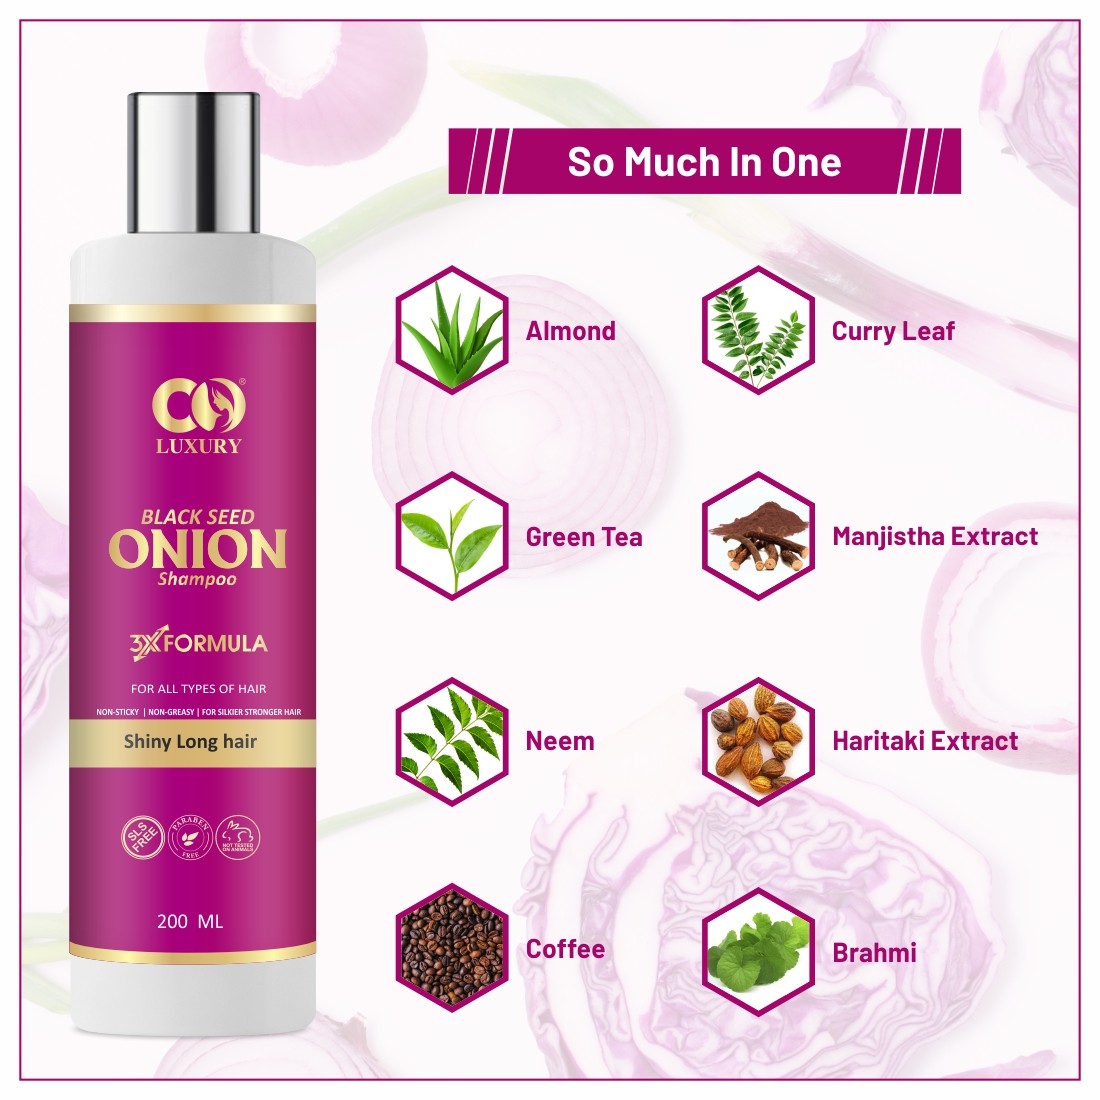 So Much In One
CO
®
LUXURY
BLACK SEED
ONION
Shampoo
3X FORMULA
FOR ALL TYPES OF HAIR
NON-STICKY | NON-GREASY | FOR SILKIER STRONGER HAIR
Shiny Long hair
SLS
FREE
PARABEN
FREE
NOT TESTED
ON ANIMALS
200 ML
Almond
Curry Leaf
Green Tea
Manjistha Extract
Neem
Haritaki Extract
Coffee
Brahmi